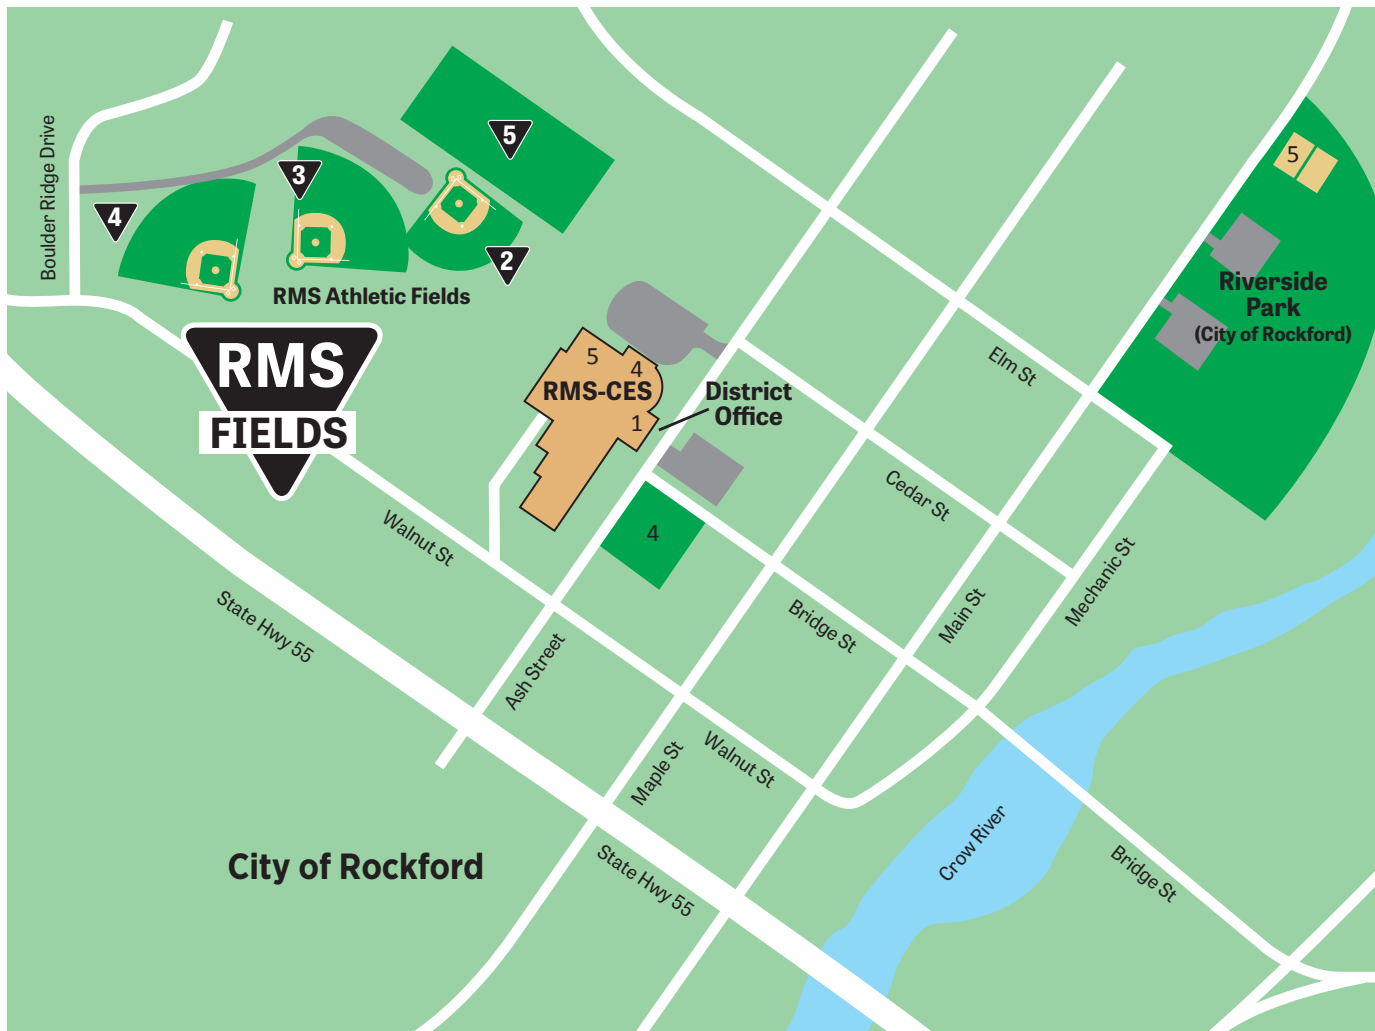 Boulder Ridge Drive
5
3
4
2
RMS Athletic Fields
5
Riverside
Park
(City of Rockford)
RMS
FIELDS
5
4
RMS-CES
1
District
Office
Elm St
Cedar St
4
Walnut St
State Hwy 55
Ash Street
Bridge St
Main St
Mechanic St
Maple St
Walnut St
City of Rockford
State Hwy 55
Crow River
Bridge St